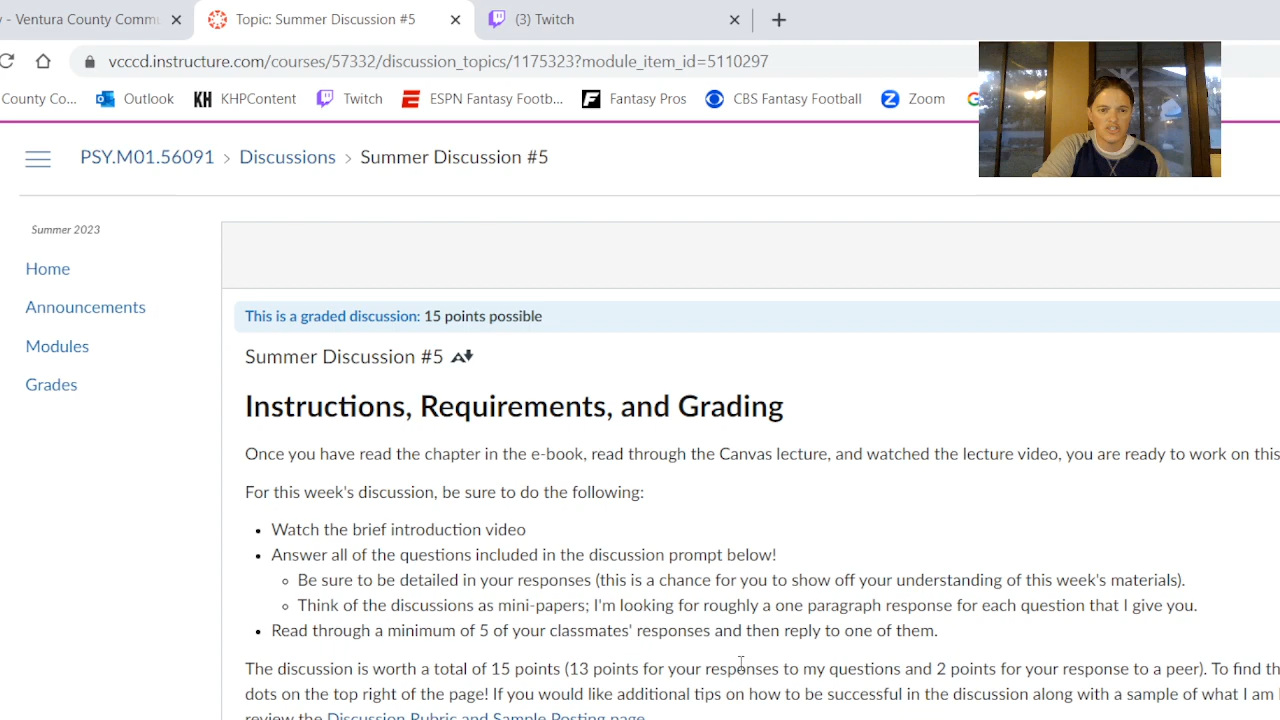 - Ventura County Commu
Topic: Summer Discussion #5
(3) Twitch
vcccd.instructure.com/courses/57332/discussion_topics/1175323?module_item_id=5110297
County Co...
Outlook
KH KHPContent
Twitch
ESPN Fantasy Footb...
Fantasy Pros
CBS Fantasy Football
Zoom
PSY.M01.56091 > Discussions > Summer Discussion #5
Summer 2023
Home
Announcements
Modules
Grades
This is a graded discussion: 15 points possible
Summer Discussion #5
Instructions, Requirements, and Grading
Once you have read the chapter in the e-book, read through the Canvas lecture, and watched the lecture video, you are ready to work on this
For this week's discussion, be sure to do the following:
• Watch the brief introduction video
• Answer all of the questions included in the discussion prompt below!
◦ Be sure to be detailed in your responses (this is a chance for you to show off your understanding of this week's materials).
◦ Think of the discussions as mini-papers; I'm looking for roughly a one paragraph response for each question that I give you.
• Read through a minimum of 5 of your classmates' responses and then reply to one of them.
The discussion is worth a total of 15 points (13 points for your responses to my questions and 2 points for your response to a peer). To find th
dots on the top right of the page! If you would like additional tips on how to be successful in the discussion along with a sample of what I am
review the Discussion Rubric and Sample Posting page